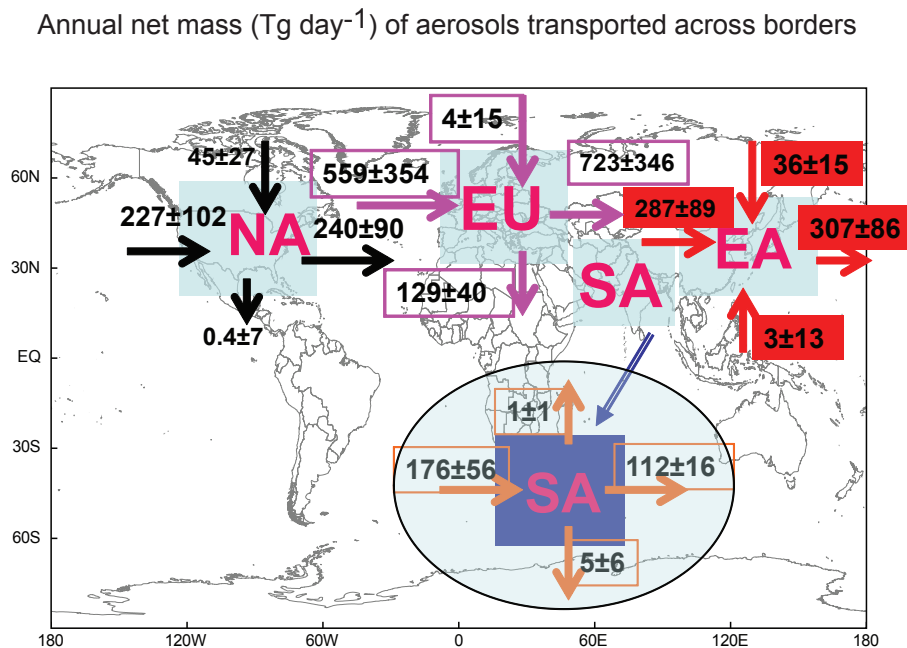 Annual net mass (Tg day-1) of aerosols transported across borders
4±15
45±27
559±354
723±346
36±15
60N
227±102
NA
240±90
EU
287±89
EA
307±86
30N
129±40
SA
0.4±7
3±13
EQ
1±1
30S
176±56
SA
112±16
60S
5±6
180
120W
60W
0
60E
120E
180